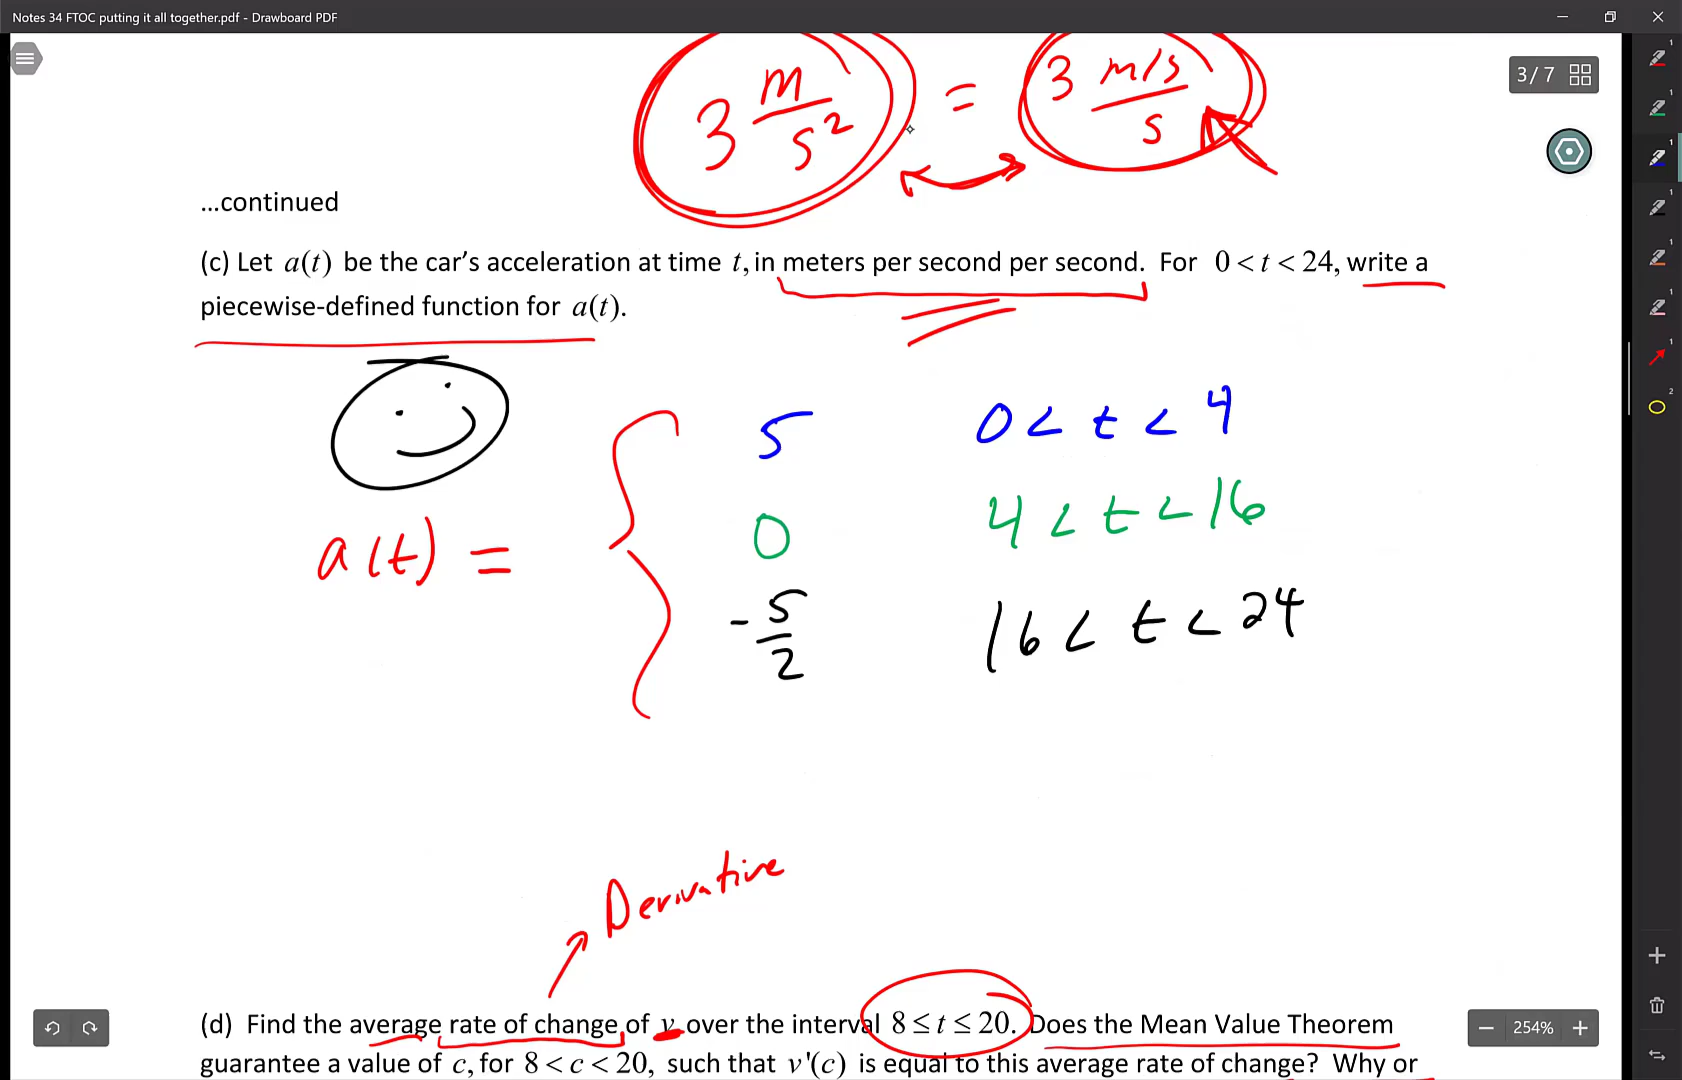 Notes 34 FTOC putting it all together.pdf - Drawboard PDF
3 m/s² = 3 m/s / s
3 / 7
...continued
(c) Let a(t) be the car's acceleration at time t, in meters per second per second. For 0 < t < 24, write a
piecewise-defined function for a(t).
5 0 < t < 4
0 4 < t < 16
a(t) =
-5/2 16 < t < 24
Derivative
(d) Find the average rate of change of v over the interval 8 ≤ t ≤ 20. Does the Mean Value Theorem
guarantee a value of c, for 8 < c < 20, such that v'(c) is equal to this average rate of change? Why or
254%